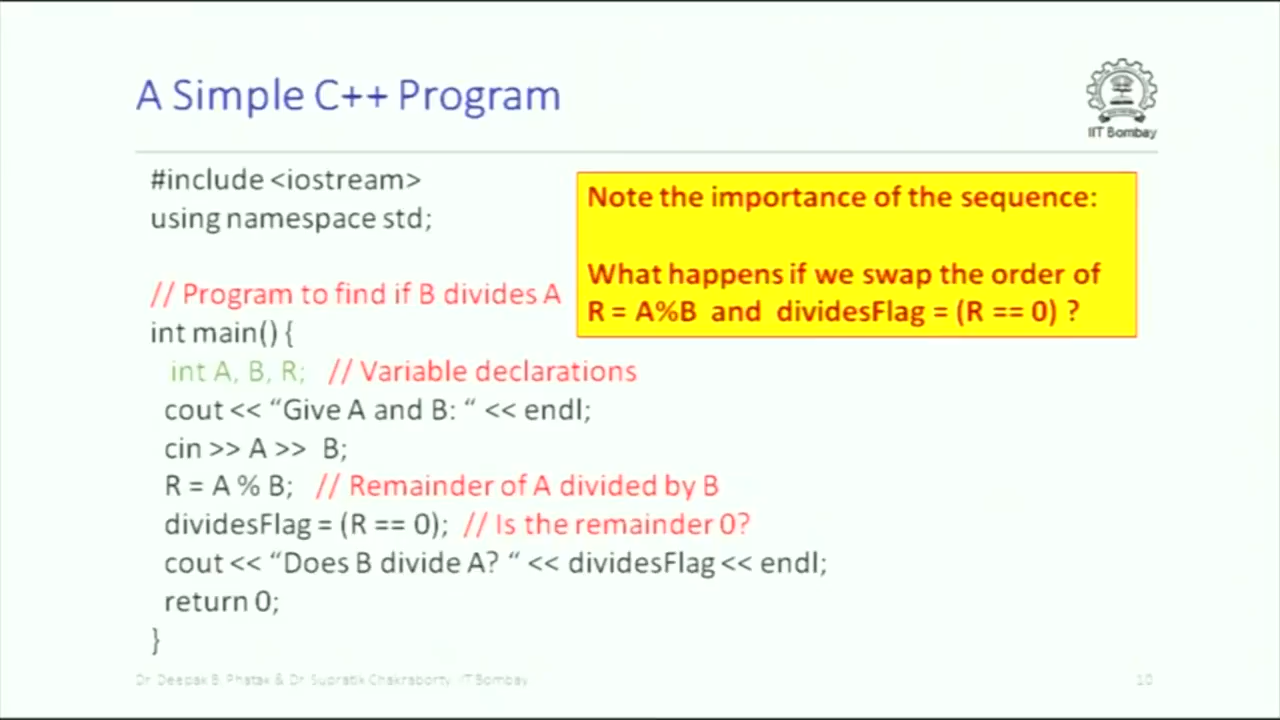 A Simple C++ Program
IIT Bombay
#include <iostream>
using namespace std;
// Program to find if B divides A
int main() {
int A, B, R; // Variable declarations
cout << “Give A and B: “ << endl;
cin >> A >> B;
R = A % B; // Remainder of A divided by B
dividesFlag = (R == 0); // Is the remainder 0?
cout << “Does B divide A? “ << dividesFlag << endl;
return 0;
}
Note the importance of the sequence:
What happens if we swap the order of
R = A%B and dividesFlag = (R == 0) ?
Dr. Deepak B. Phatak & Dr. Supratik Chakraborty, IIT Bombay
10